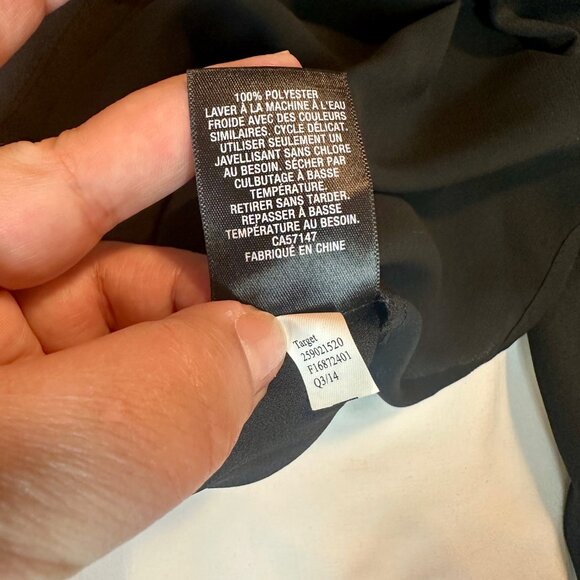 100% POLYESTER
LAVER À LA MACHINE À L'EAU
FROIDE AVEC DES COULEURS
SIMILAIRES. CYCLE DÉLICAT.
UTILISER SEULEMENT UN
JAVELLISANT SANS CHLORE
AU BESOIN. SÉCHER PAR
CULBUTAGE À BASSE
TEMPÉRATURE.
RETIRER SANS TARDER.
REPASSER À BASSE
TEMPÉRATURE AU BESOIN.
CA57147
FABRIQUÉ EN CHINE
Target
259021520
F16872401
Q3/14